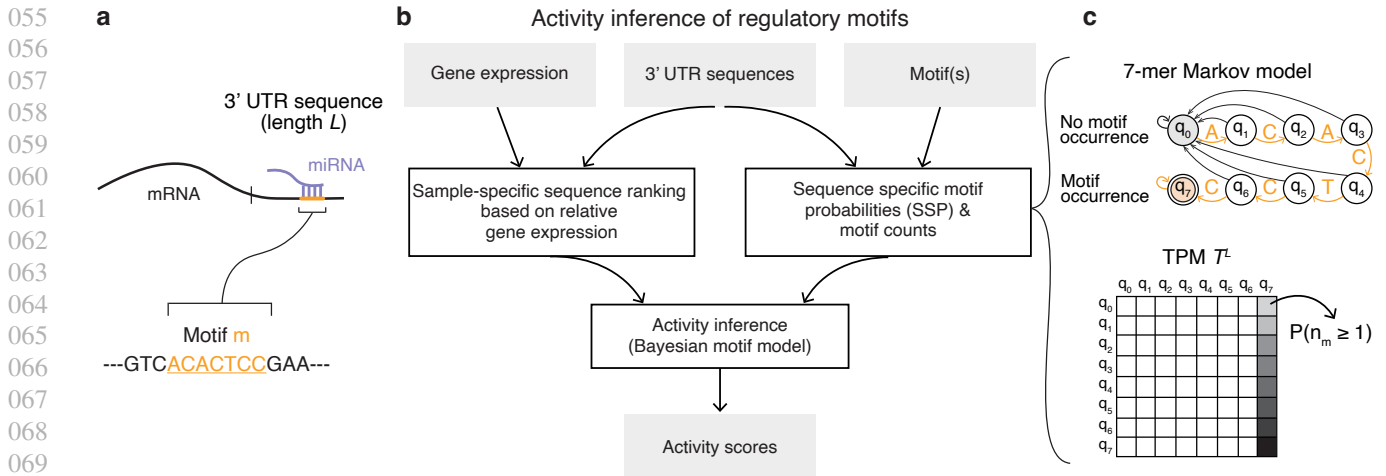 055
056
057
058
059
060
061
062
063
064
065
066
067
068
069
a
3' UTR sequence
(length L)
miRNA
mRNA
Motif m
---GTCACACTCCGAA---
b
Activity inference of regulatory motifs
Gene expression
3' UTR sequences
Motif(s)
Sample-specific sequence ranking
based on relative
gene expression
Sequence specific motif
probabilities (SSP) &
motif counts
Activity inference
(Bayesian motif model)
Activity scores
c
7-mer Markov model
No motif
occurrence
q0 A q1 C q2 A q3
C
Motif
occurrence
q7 C q6 C q5 T q4
TPM T^L
q0 q1 q2 q3 q4 q5 q6 q7
q0
q1
q2
q3
q4
q5
q6
q7
P(nm ≥ 1)